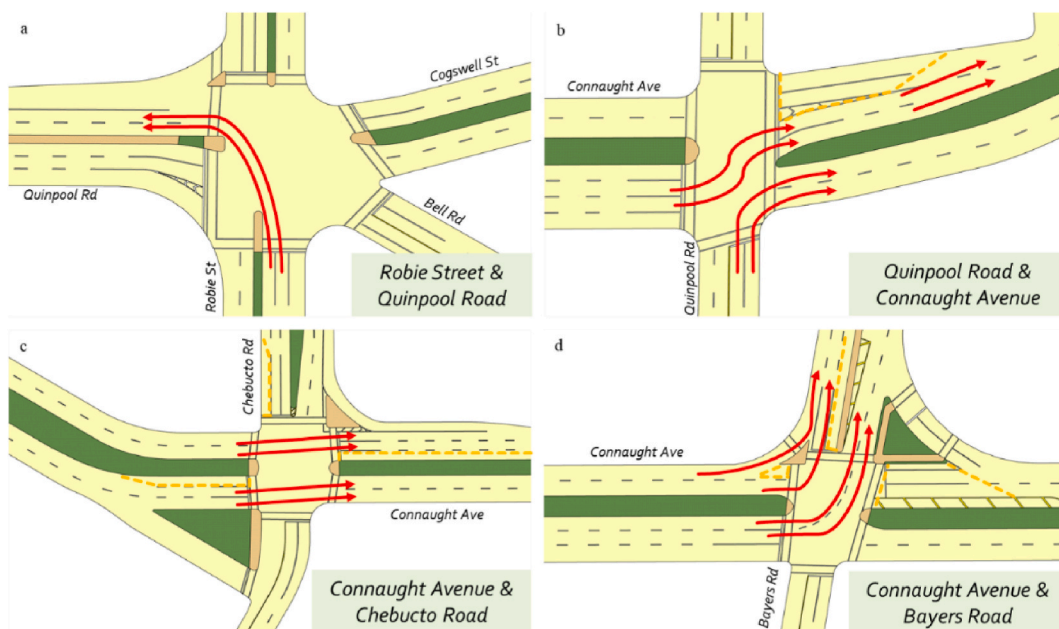 a
Cogswell St
Quinpool Rd
Bell Rd
Robie St
Robie Street &
Quinpool Road
b
Connaught Ave
Quinpool Rd
Quinpool Road &
Connaught Avenue
c
Chebucto Rd
Connaught Ave
Connaught Avenue &
Chebucto Road
d
Connaught Ave
Bayers Rd
Connaught Avenue &
Bayers Road